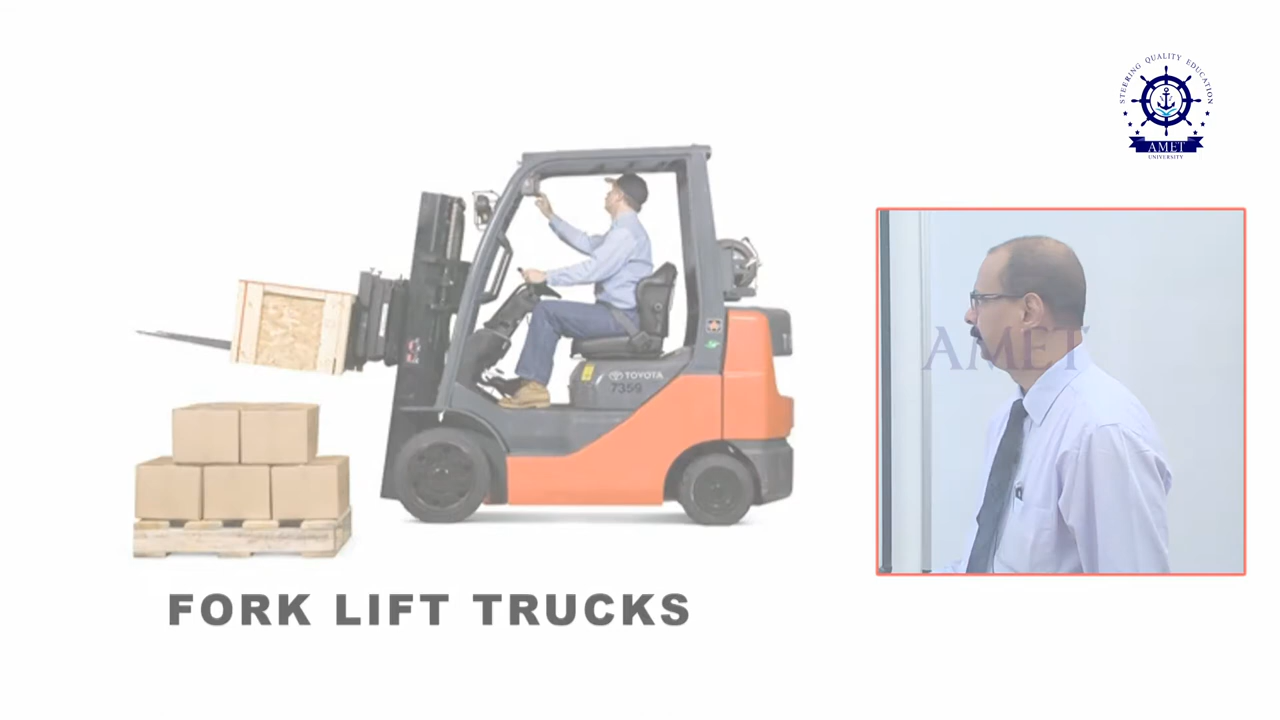 STEERING QUALITY EDUCATION
AMET
UNIVERSITY
AMET
TOYOTA
7359
FORK LIFT TRUCKS